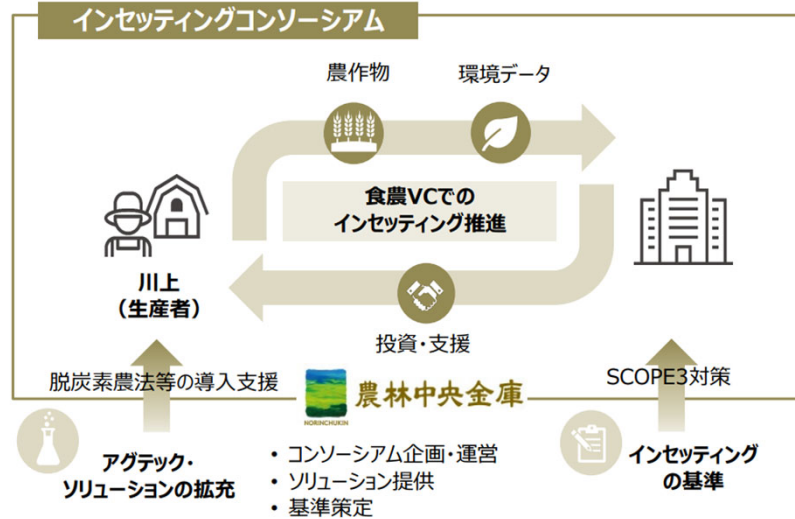 インセッティングコンソーシアム
農作物
環境データ
食農VCでの
インセッティング推進
川上
（生産者）
投資・支援
脱炭素農法等の導入支援
SCOPE3対策
NORINCHUKIN
農林中央金庫
アグテック・
ソリューションの拡充
• コンソーシアム企画・運営
• ソリューション提供
• 基準策定
インセッティング
の基準